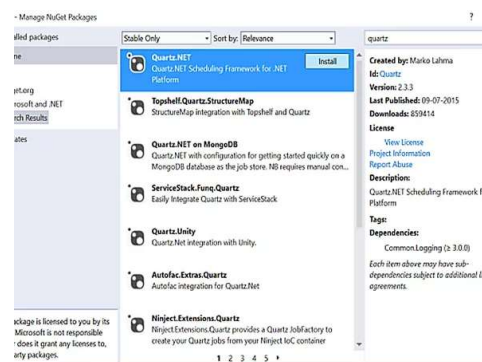 - Manage NuGet Packages
?
alled packages
ne
get.org
rosoft and .NET
rch Results
ates
ackage is licensed to you by its
Microsoft is not responsible
does it grant any licenses to,
arty packages.
Stable Only
Sort by: Relevance
Quartz.NET
Install
Quartz.NET Scheduling Framework for .NET
Platform
Topshelf.Quartz.StructureMap
StructureMap integration with Topshelf and Quartz
Quartz.NET on MongoDB
Quartz.NET with configuration for getting started quickly on a
MongoDB database as the job store. NB requires manual con...
ServiceStack.Funq.Quartz
Easily Integrate Quartz with ServiceStack
Quartz.Unity
Quartz.Net integration with Unity.
Autofac.Extras.Quartz
Autofac integration for Quartz.Net
Ninject.Extensions.Quartz
Ninject.Extensions.Quartz provides a Quartz JobFactory to
create your Quartz jobs from your Ninject IoC container
1 2 3 4 5
quartz
Created by: Marko Lahma
Id: Quartz
Version: 2.3.3
Last Published: 09-07-2015
Downloads: 859414
License
View License
Project Information
Report Abuse
Description:
Quartz.NET Scheduling Framework f
Platform
Tags:
Dependencies:
Common.Logging (≥ 3.0.0)
Each item above may have sub-
dependencies subject to additional li
agreements.